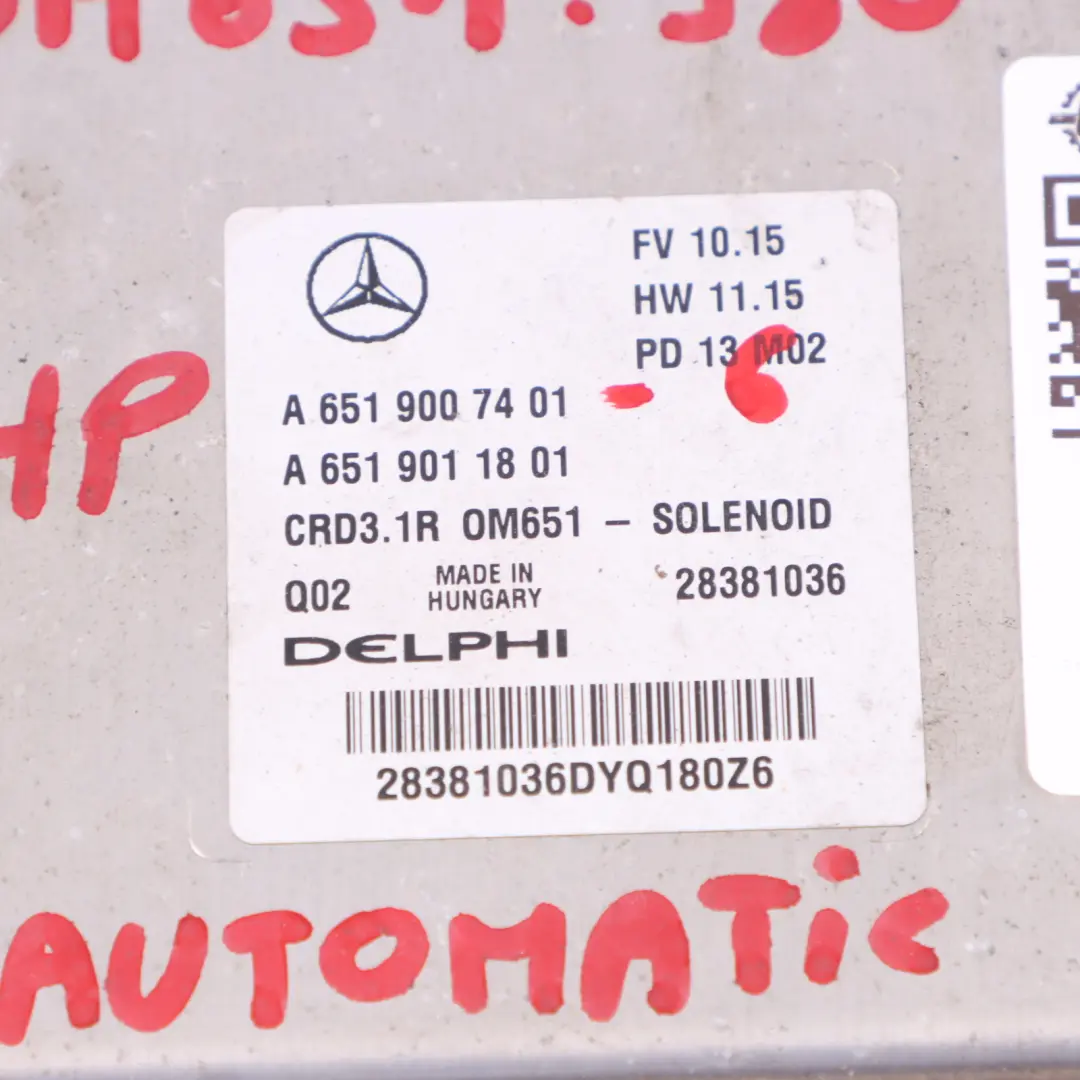 FV 10.15
HW 11.15
PD 13 M02
A 651 900 74 01 - 6
A 651 901 18 01
CRD3.1R OM651 – SOLENOID
Q02 MADE IN HUNGARY 28381036
DELPHI
28381036DYQ180Z6
HP
AUTOMATIC